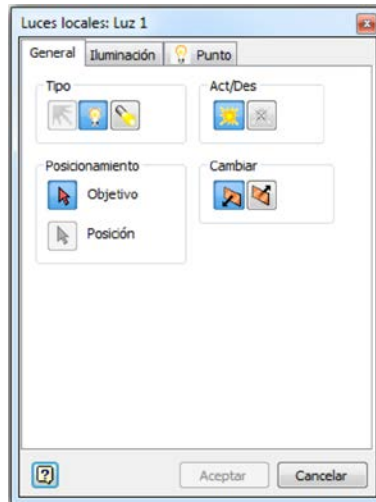 Luces locales: Luz 1
General Iluminación Punto
Tipo Act/Des
Posicionamiento Cambiar
Objetivo
Posición
Aceptar Cancelar